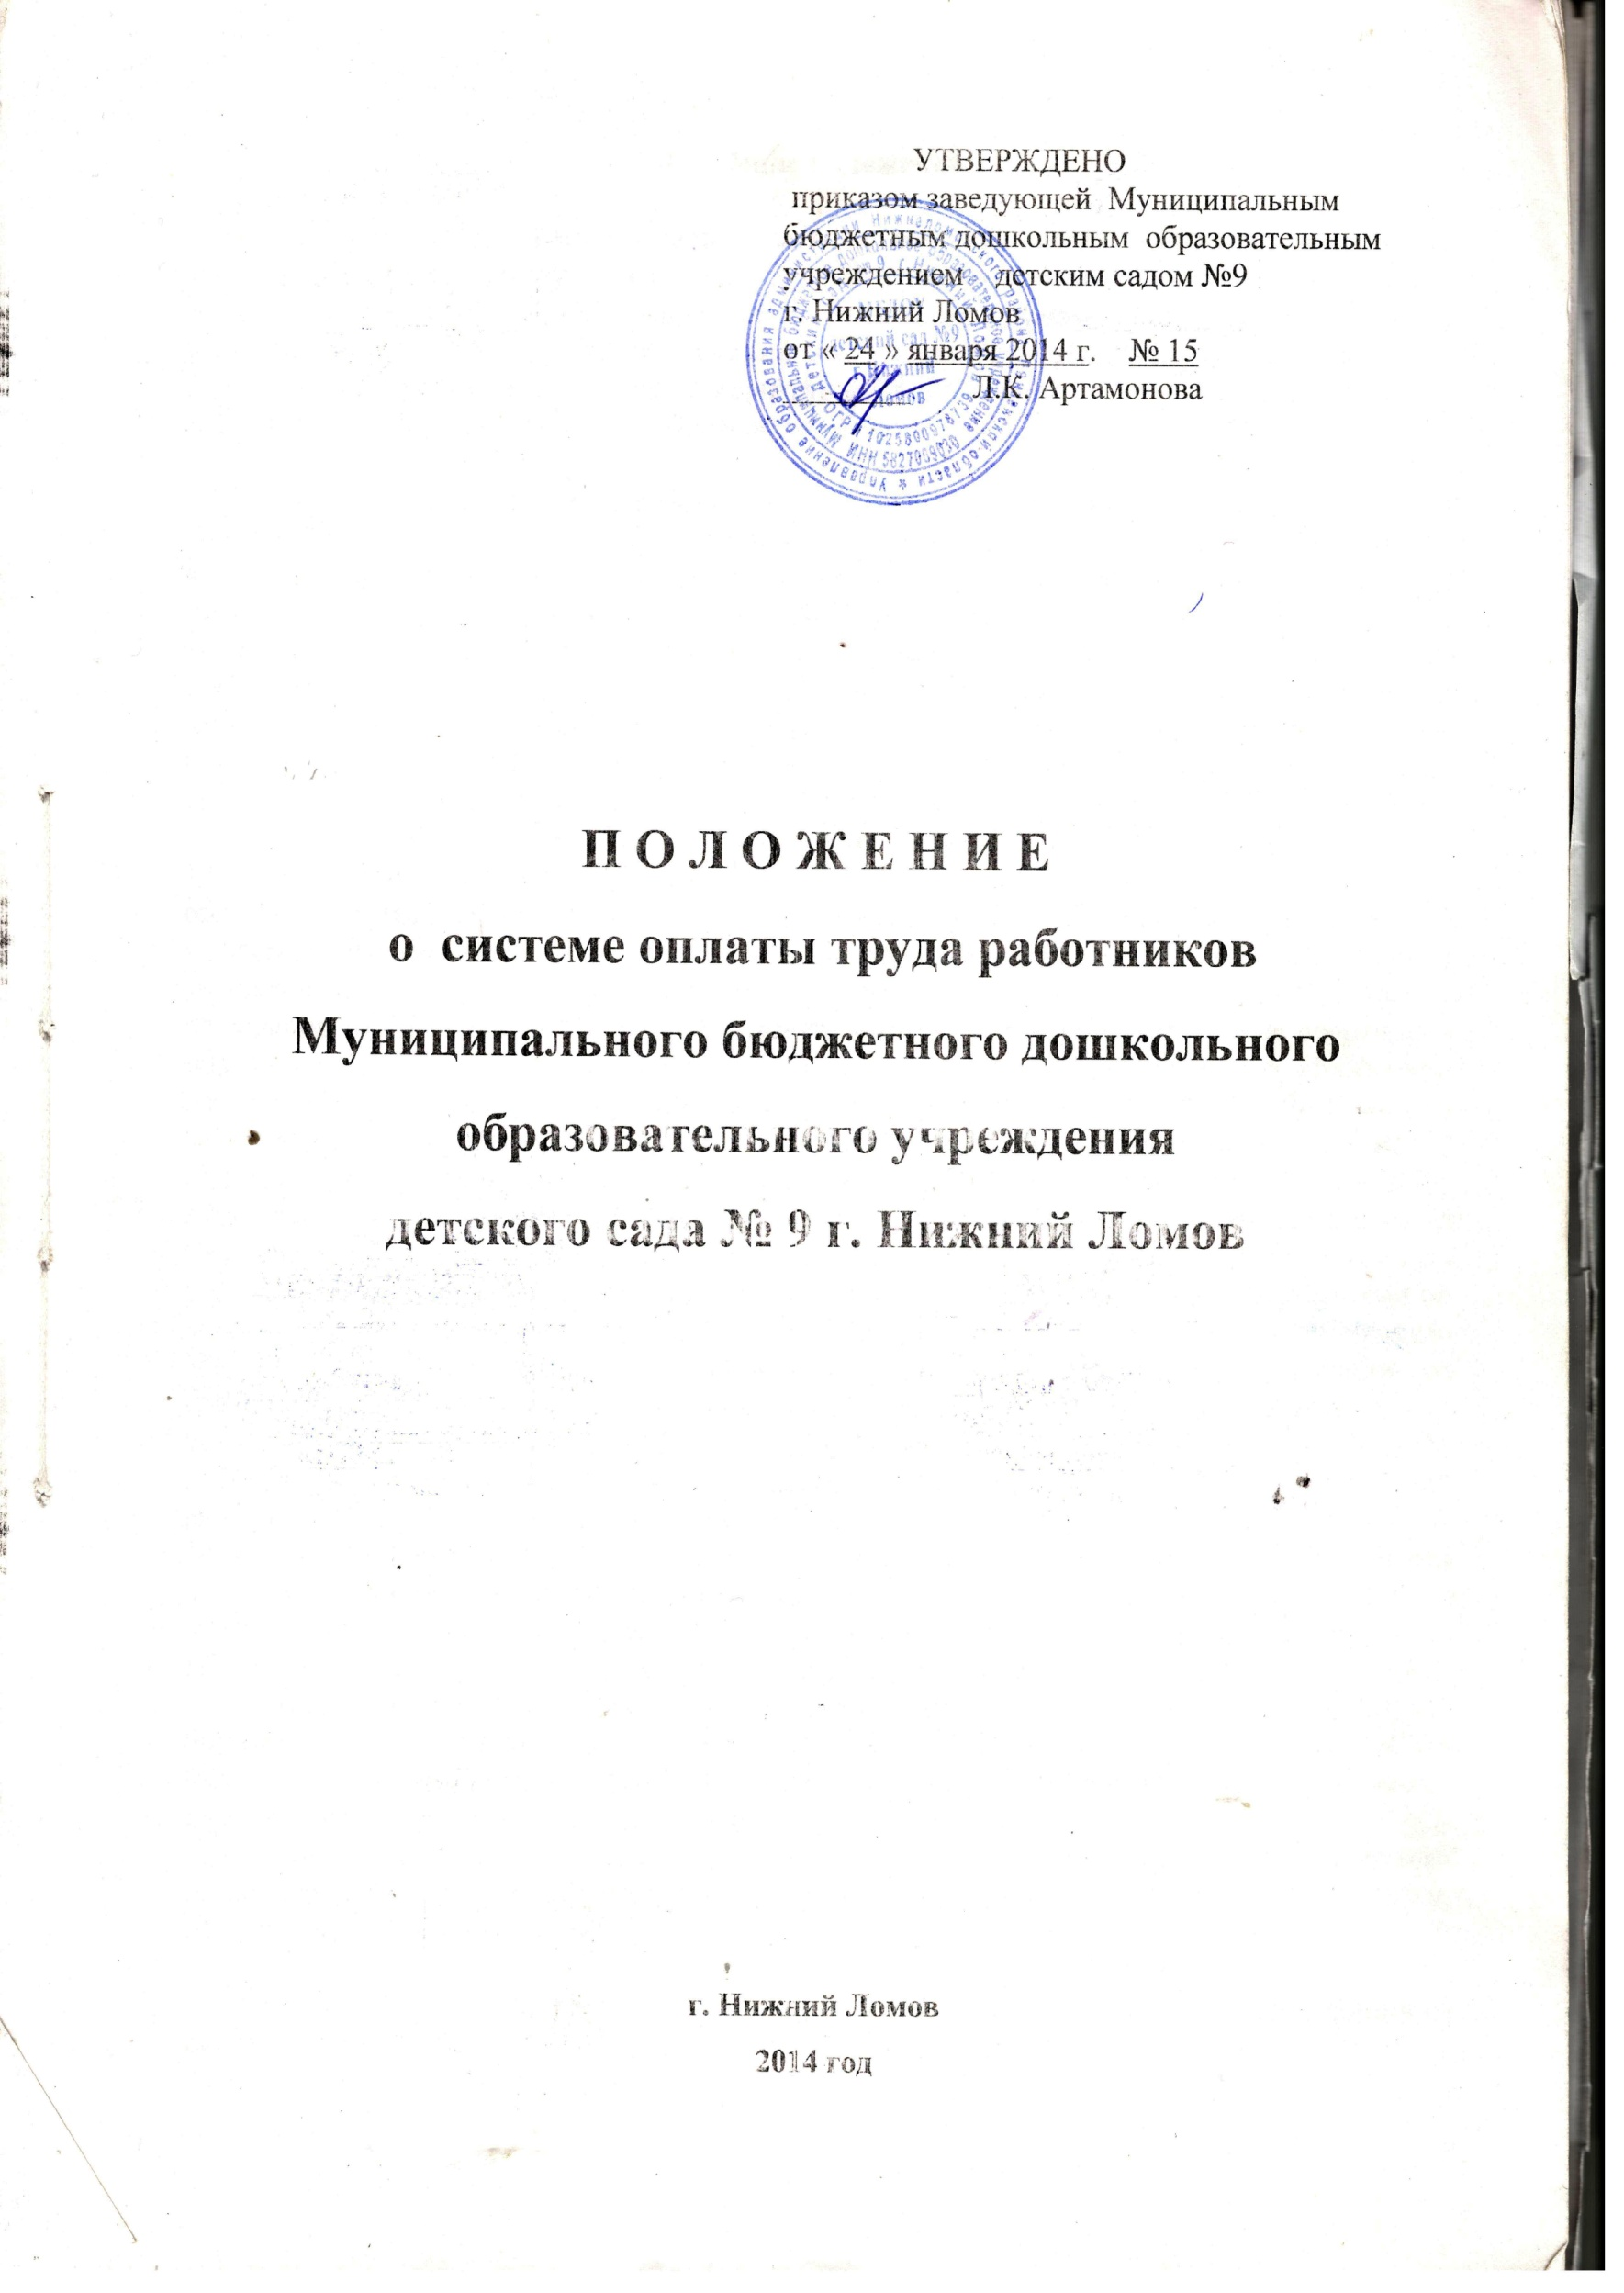 УТВЕРЖДЕНО
приказом заведующей Муниципальным
бюджетным дошкольным образовательным
учреждением детским садом №9
г. Нижний Ломов
от « 24 » января 2014 г. № 15
Л.К. Артамонова
П О Л О Ж Е Н И Е
о системе оплаты труда работников
Муниципального бюджетного дошкольного
образовательного учреждения
детского сада № 9 г. Нижний Ломов
г. Нижний Ломов
2014 год